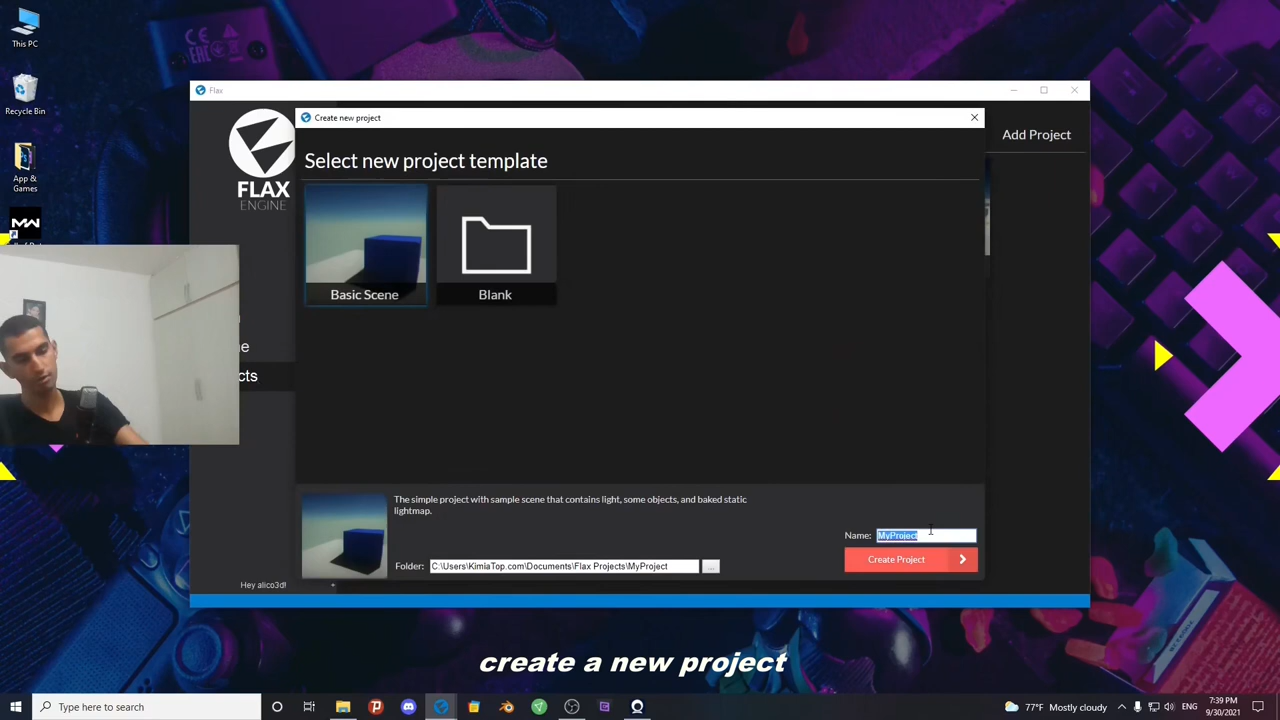 This PC
Recycle Bin
App &
Games
Flax
FLAX
ENGINE
Create new project
Add Project
Select new project template
Basic Scene
Blank
The simple project with sample scene that contains light, some objects, and baked static
lightmap.
Folder: C:\Users\KimiaTop.com\Documents\Flax Projects\MyProject
...
Name: MyProject
Create Project
Hey alico3d!
create a new project
Type here to search
77°F Mostly cloudy
ENG
7:39 PM
9/30/2021